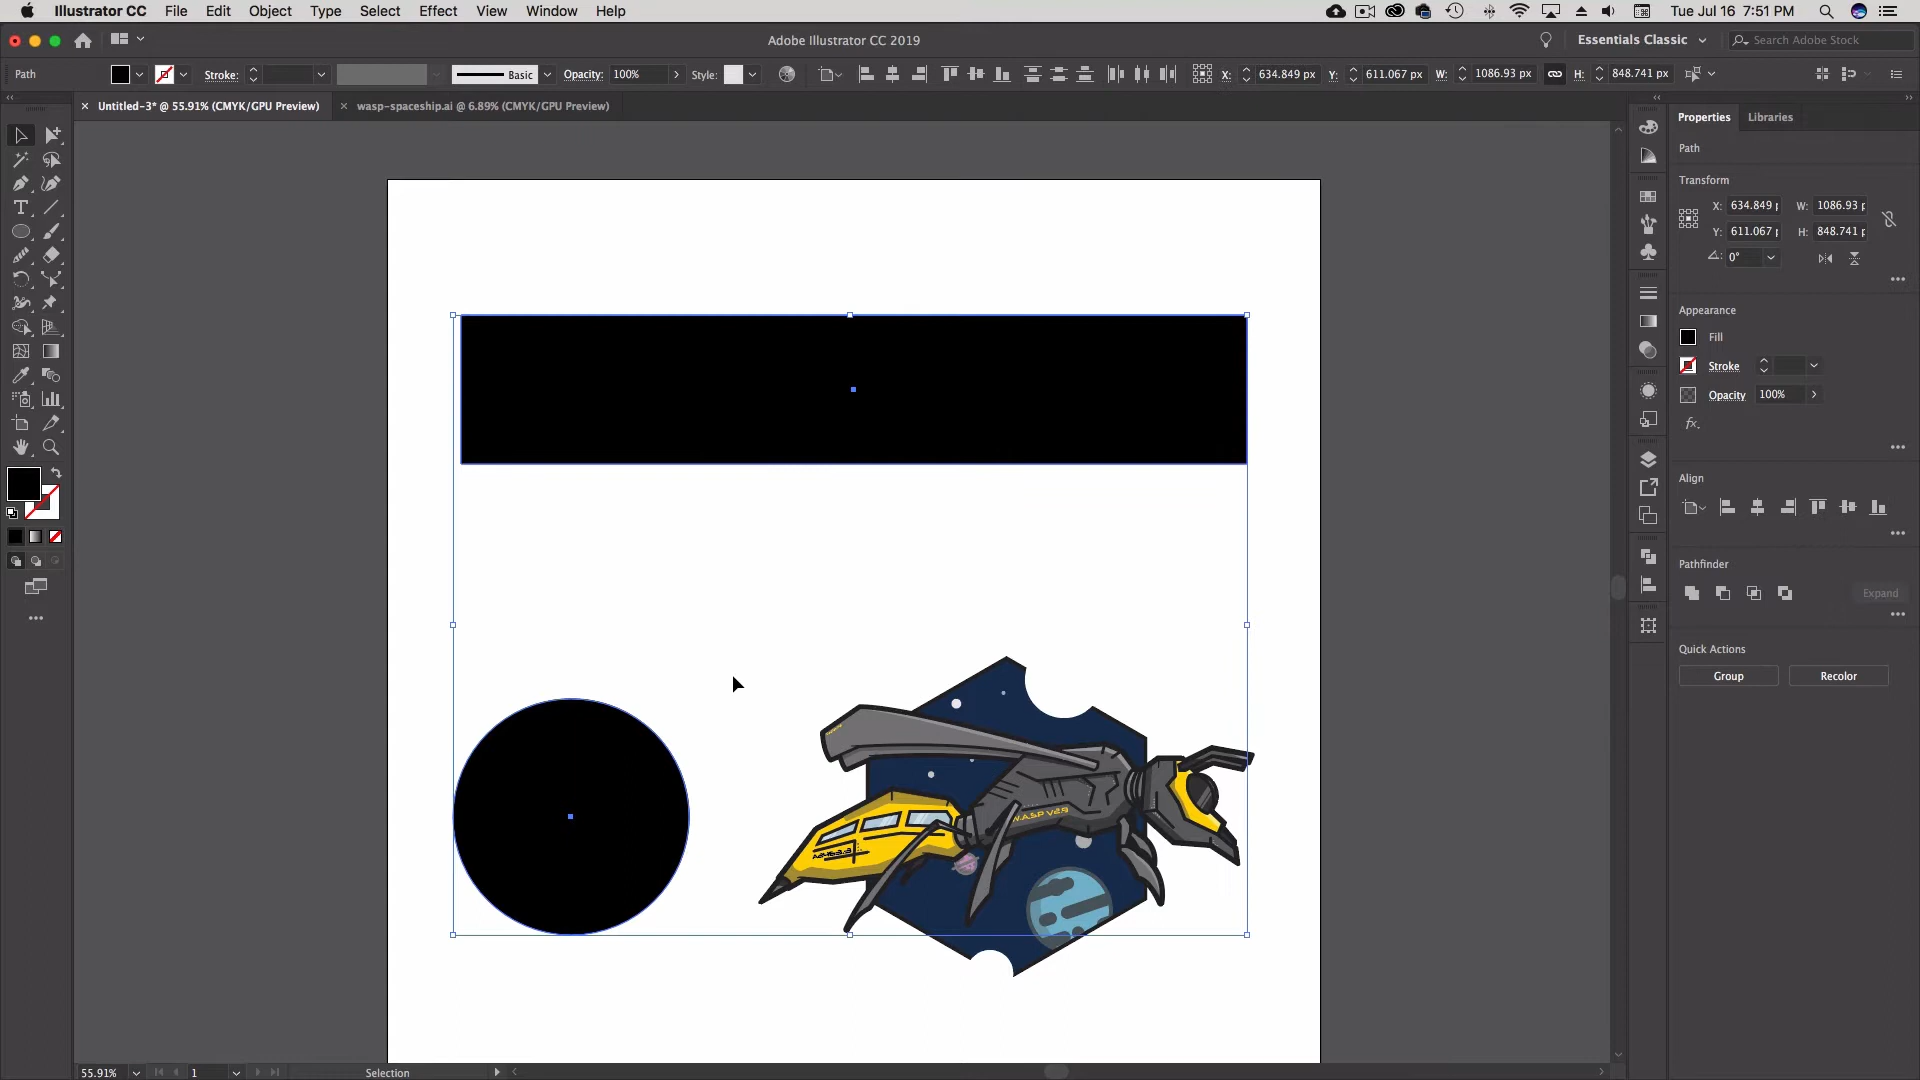 Illustrator CC File Edit Object Type Select Effect View Window Help Tue Jul 16 7:51 PM
Adobe Illustrator CC 2019 Essentials Classic Search Adobe Stock
Path Stroke: Basic Opacity: 100% Style: X: 634.849 px Y: 611.067 px W: 1086.93 px H: 848.741 px
Untitled-3* @ 55.91% (CMYK/GPU Preview) wasp-spaceship.ai @ 6.89% (CMYK/GPU Preview)
Properties Libraries
Path
Transform
X: 634.849 W: 1086.93
Y: 611.067 H: 848.741
0°
Appearance
Fill
Stroke
Opacity 100%
fx
Align
Pathfinder
Expand
Quick Actions
Group Recolor
W.A.SP V2.9
55.91% 1 Selection